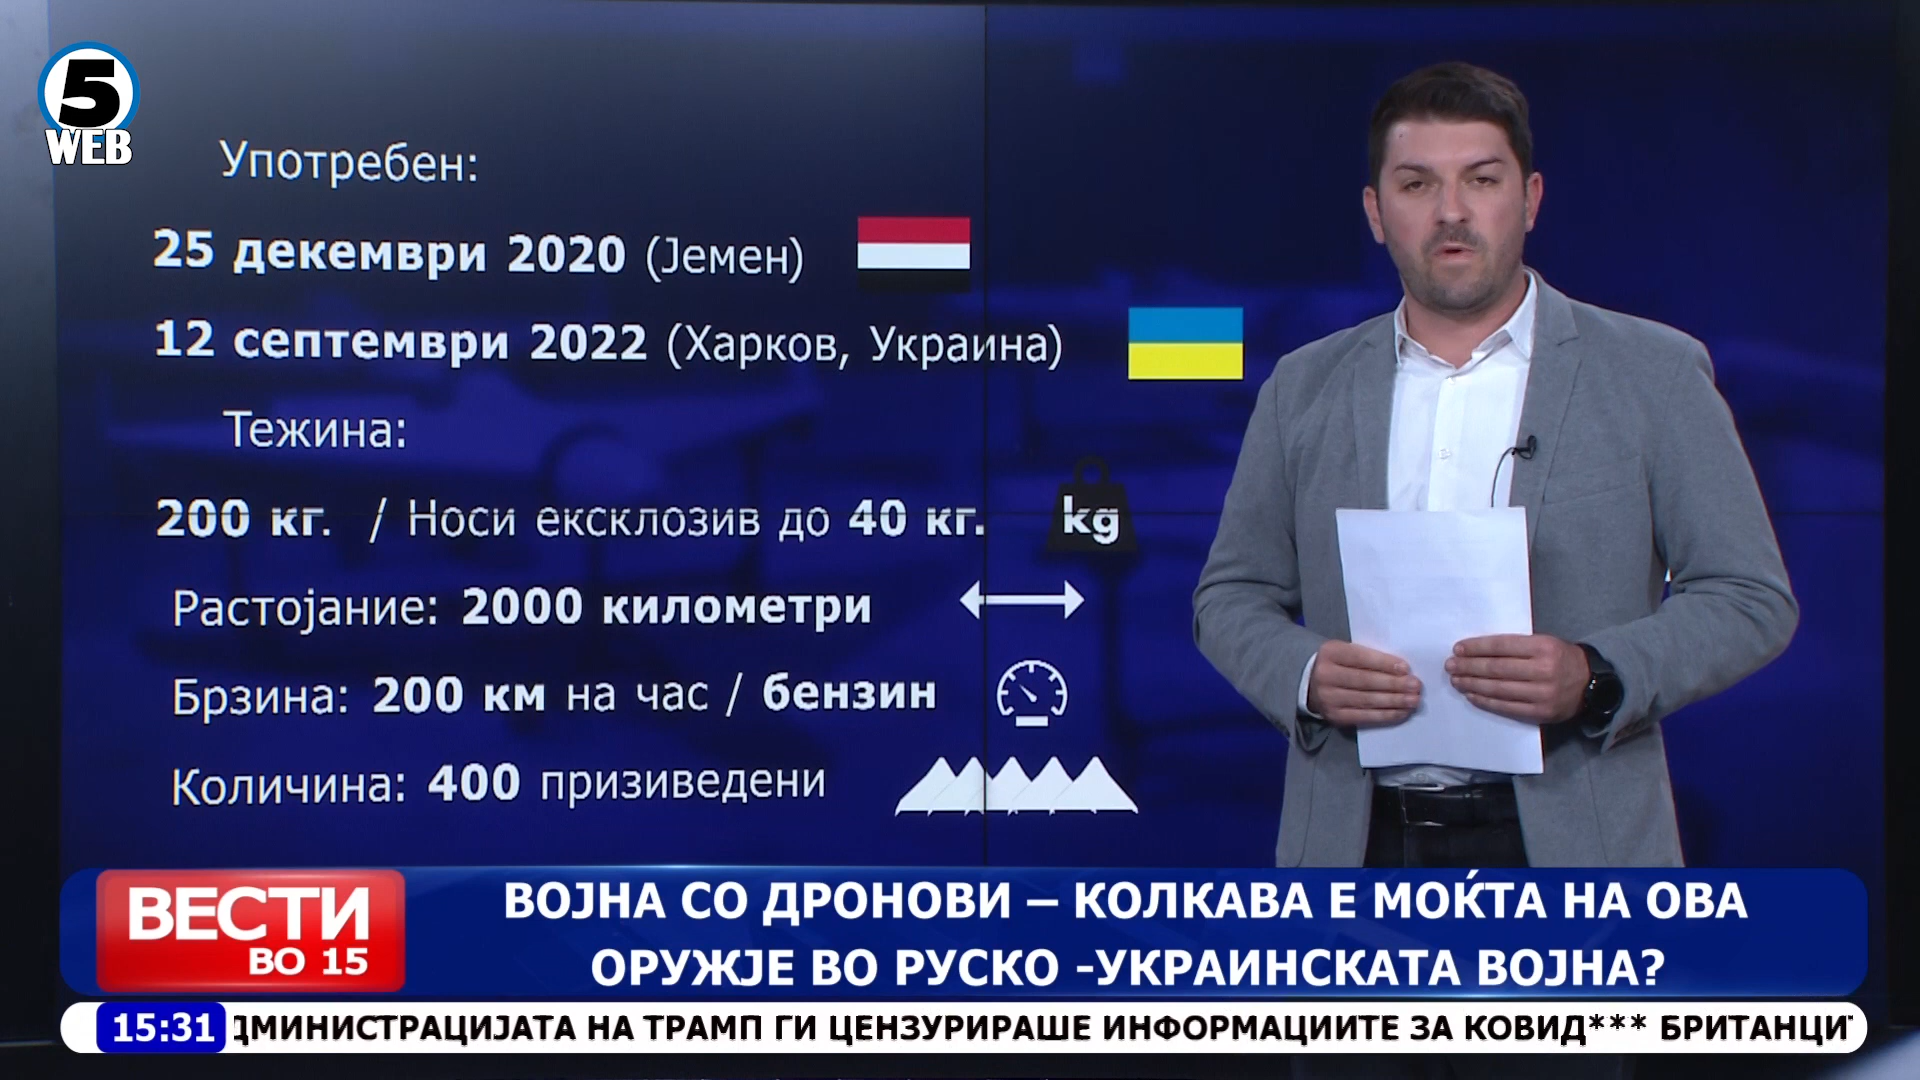 5
WEB
Употребен:
25 декември 2020 (Јемен)
12 септември 2022 (Харков, Украина)
Тежина:
200 кг. / Носи ексклозив до 40 кг.
kg
Растојание: 2000 километри
Брзина: 200 км на час / бензин
Количина: 400 призиведени
ВЕСТИ
ВО 15
ВОЈНА СО ДРОНОВИ – КОЛКАВА Е МОЌТА НА ОВА
ОРУЖЈЕ ВО РУСКО -УКРАИНСКАТА ВОЈНА?
15:31
ДМИНИСТРАЦИЈАТА НА ТРАМП ГИ ЦЕНЗУРИРАШЕ ИНФОРМАЦИИТЕ ЗА КОВИД*** БРИТАНЦИ